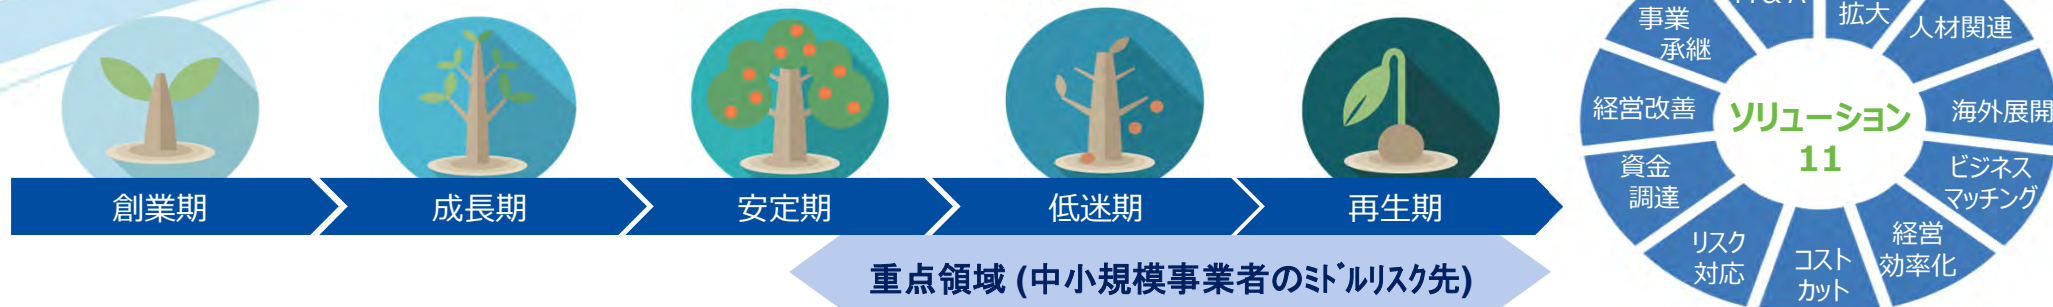 創業期
成長期
安定期
低迷期
再生期
重点領域 (中小規模事業者のﾐﾄﾞﾙﾘｽｸ先)
事業
承継
拡大
人材関連
経営改善
ソリューション
11
海外展開
資金
調達
ビジネス
マッチング
リスク
対応
コスト
カット
経営
効率化